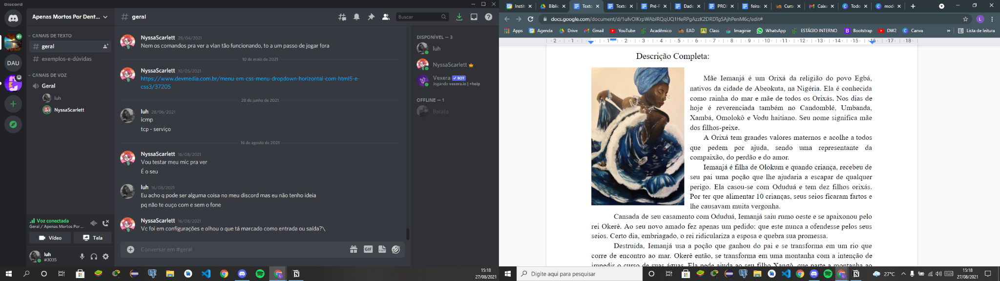 Discord
Apenas Mortos Por Dent...
CANAIS DE TEXTO
# geral
# exemplos-e-dúvidas
CANAIS DE VOZ
Geral
luh
NyssaScarlett
DAU
Voz conectada
Geral / Apenas Mortos Por ...
Vídeo
Tela
luh
#3035
# geral
Buscar
NyssaScarlett 28/04/2021
Nem os comandos pra ver a vlan tão funcionando, to a um passo de jogar fora
10 de maio de 2021
NyssaScarlett 10/05/2021
https://www.devmedia.com.br/menu-em-css-menu-dropdown-horizontal-com-html5-e-
css3/37205
28 de junho de 2021
luh 28/06/2021
icmp
tcp - serviço
16 de agosto de 2021
NyssaScarlett 16/08/2021
Vou testar meu mic pra ver
É o seu
luh 16/08/2021
Eu acho q pode ser alguma coisa no meu discord mas eu não tenho ideia
pq não te ouço com e sem o fone
NyssaScarlett 16/08/2021
Vc foi em configurações e olhou o que tá marcado como entrada ou saída?\
Conversar em #geral
GIF
DISPONÍVEL — 3
luh
NyssaScarlett
Vexera BOT
Jogando vexera.io | +help
OFFLINE — 1
Batata
15:18
27/08/2021
Instit
Biblio
Texto
Texto
Pré-P
Dado
PROJ
feiras
Curso
Caixa
Todo
mode
docs.google.com/document/d/1ufvOIKrpWAblRQqUQ1HeRPgAzzK2DRDTg5AjhPenM6c/edit#
L
Apps
Agenda
Drive
Gmail
YouTube
Acadêmico
EAD
Class
Imaginie
WhatsApp
ESTÁGIO INTERNO
Bootstrap
DW2
Canva
»
Lista de leitura
2 1 1 2 3 4 5 6 7 8 9 10 11 12 13 14 15 16 17 18
Descrição Completa:
Mãe Iemanjá é um Orixá da religião do povo Egbá,
nativos da cidade de Abeokuta, na Nigéria. Ela é conhecida
como rainha do mar e mãe de todos os Orixás. Nos dias de
hoje é reverenciada também no Candomblé, Umbanda,
Xambá, Omolokô e Vodu haitiano. Seu nome significa mãe
dos filhos-peixe.
A Orixá tem grandes valores maternos e acolhe a todos
que pedem por ajuda, sendo uma representante da
compaixão, do perdão e do amor.
Iemanjá é filha de Olokum e quando criança, recebeu de
seu pai uma poção que lhe ajudaria a escapar de qualquer
perigo. Ela casou-se com Oduduá e tem dez filhos orixás.
Por ter que alimentar 10 crianças, seus seios ficaram fartos e
lhe causavam muita vergonha.
Cansada de seu casamento com Oduduá, Iemanjá saiu rumo oeste e se apaixonou pelo
rei Okerê. Ao seu novo amado fez apenas um pedido: que este nunca a ofendesse pelos seus
seios. Certo dia, embriagado, o rei ridiculariza a esposa e quebra sua promessa.
Destruída, Iemanjá usa a poção que ganhou do pai e se transforma em um rio que
corre de encontro ao mar. Okerê então, se transforma em uma montanha com a intenção de
impedir o curso de suas águas. Ela pede ajuda ao seu filho Xangô, que parte a montanha ao
Digite aqui para pesquisar
27°C
15:18
27/08/2021